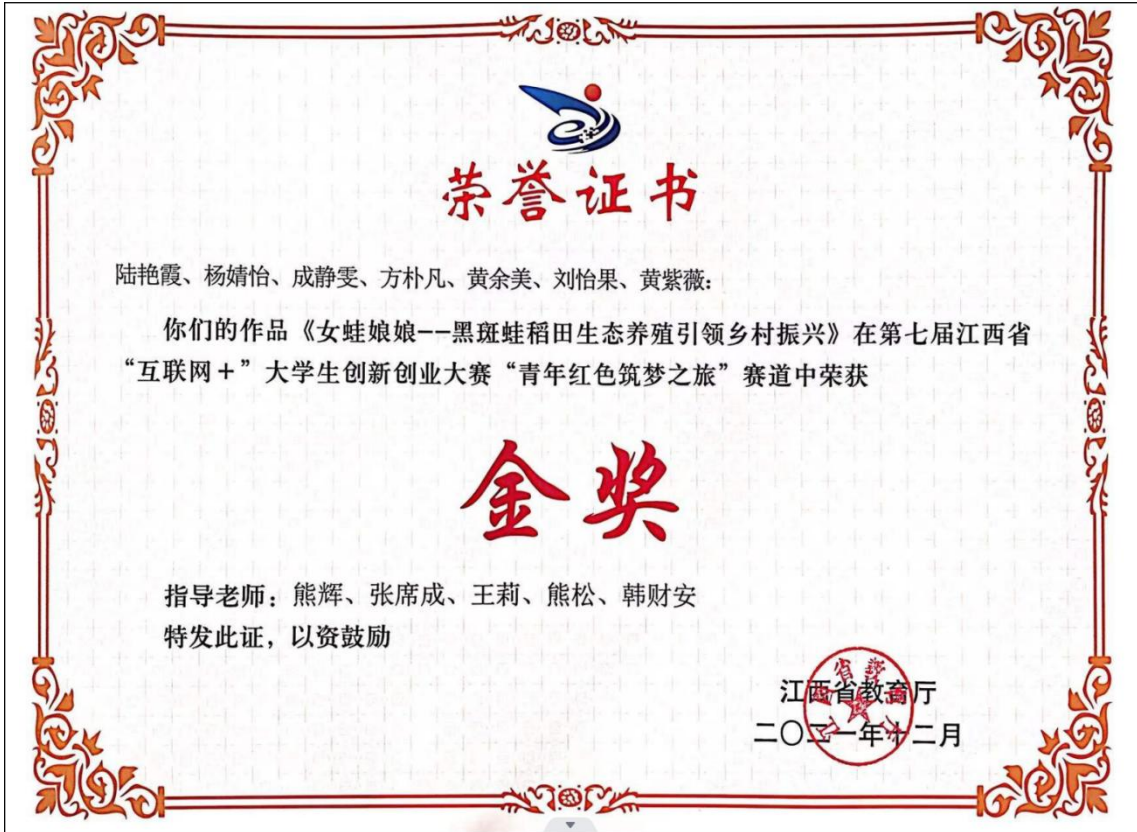 荣誉证书
陆艳霞、杨婧怡、成静雯、方朴凡、黄余美、刘怡果、黄紫薇:
你们的作品《女蛙娘娘--黑斑蛙稻田生态养殖引领乡村振兴》在第七届江西省
“互联网+”大学生创新创业大赛“青年红色筑梦之旅”赛道中荣获
金奖
指导老师:熊辉、张席成、王莉、熊松、韩财安
特发此证，以资鼓励
江西省教育厅
二〇二一年十二月